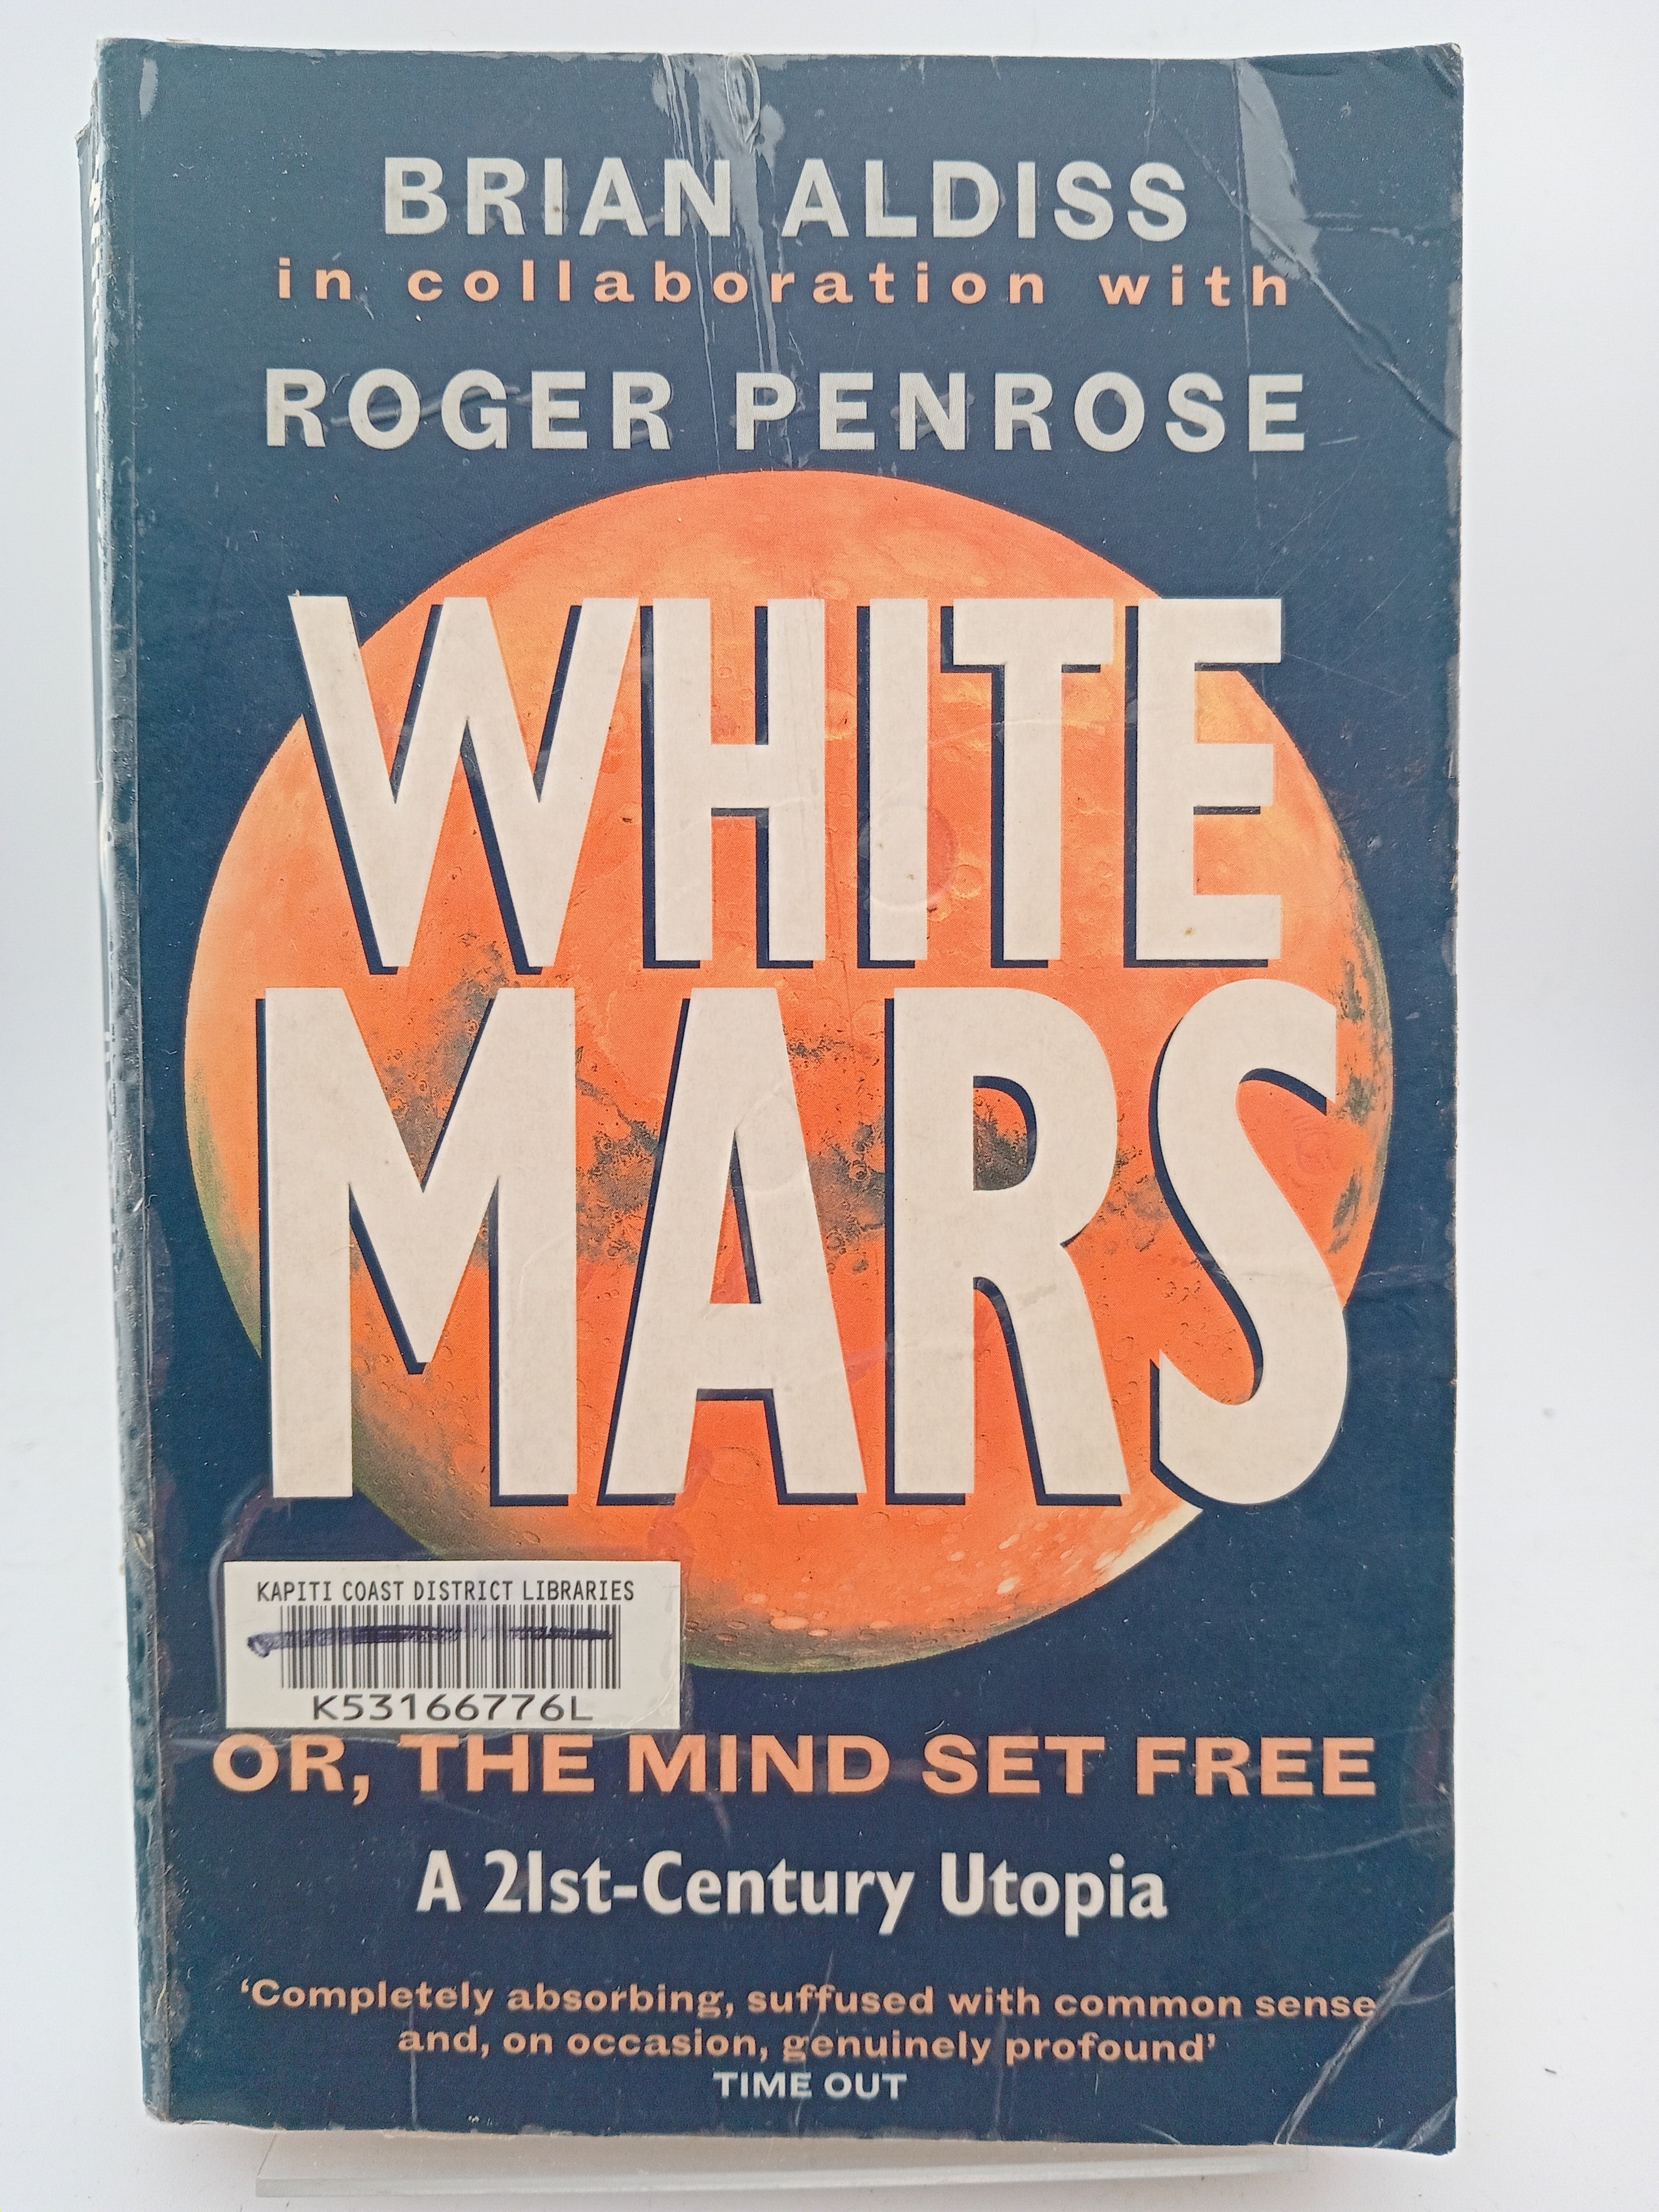 BRIAN ALDISS
in collaboration with
ROGER PENROSE
WHITE
MARS
KAPITI COAST DISTRICT LIBRARIES
K53166776L
OR, THE MIND SET FREE
A 21st-Century Utopia
‘Completely absorbing, suffused with common sense
and, on occasion, genuinely profound’
TIME OUT